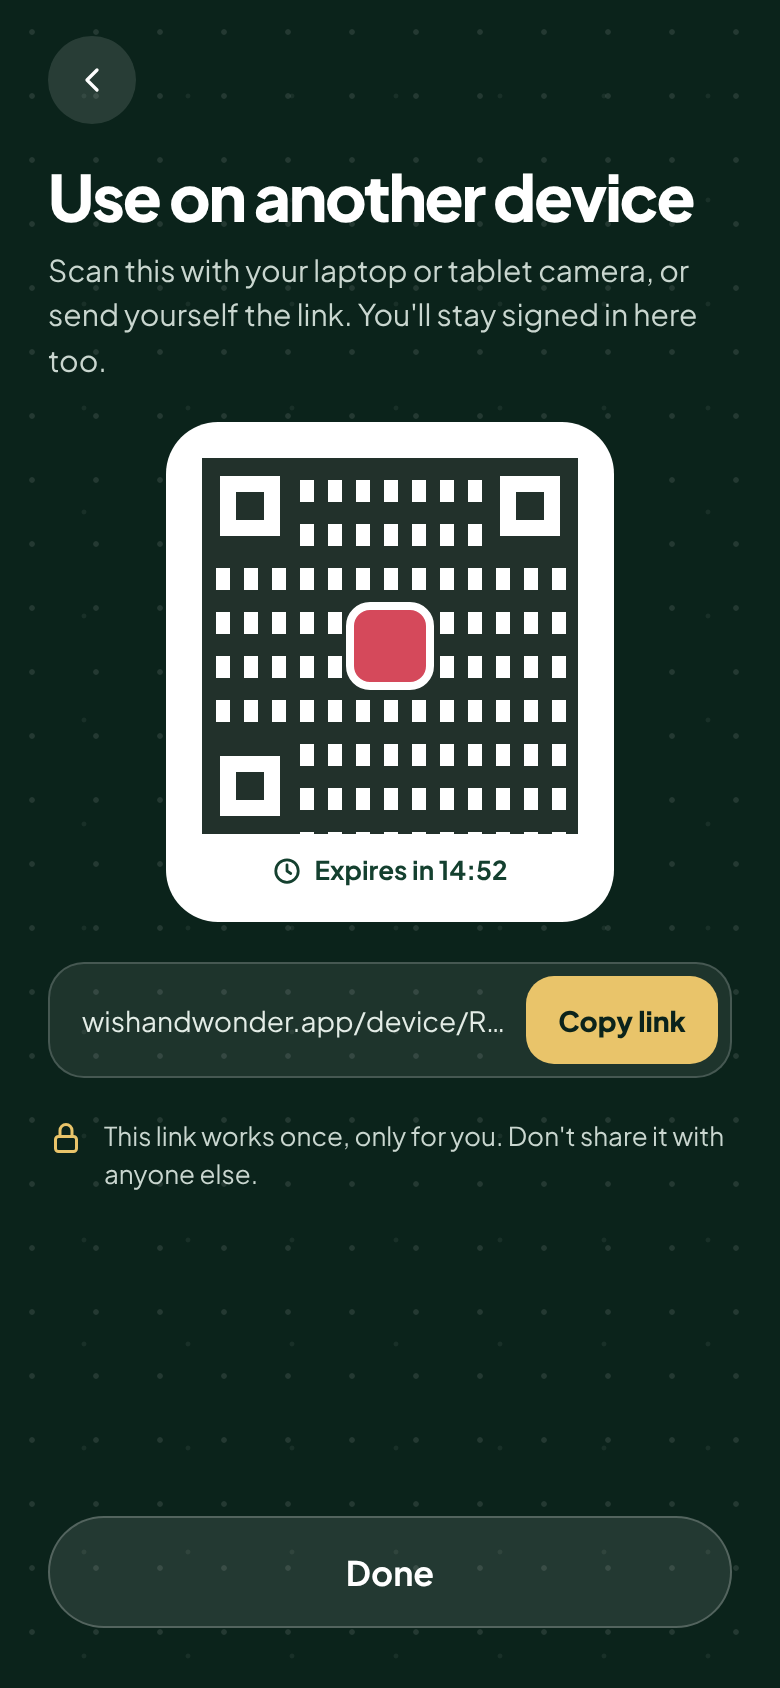 Use on another device
Scan this with your laptop or tablet camera, or
send yourself the link. You'll stay signed in here
too.
Expires in 14:52
wishandwonder.app/device/R...
Copy link
This link works once, only for you. Don't share it with
anyone else.
Done